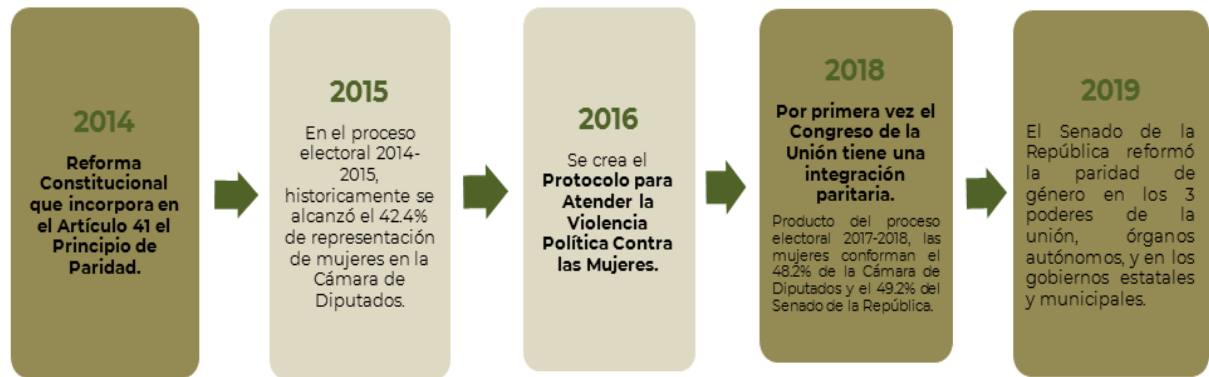 2014
Reforma
Constitucional
que incorpora en
el Artículo 41 el
Principio de
Paridad.
2015
En el proceso
electoral 2014-
2015,
historicamente se
alcanzó el 42.4%
de representación
de mujeres en la
Cámara de
Diputados.
2016
Se crea el
Protocolo para
Atender la
Violencia
Política Contra
las Mujeres.
2018
Por primera vez el
Congreso de la
Unión tiene una
integración
paritaria.
Producto del proceso
electoral 2017-2018, las
mujeres conforman el
48.2% de la Cámara de
Diputados y el 49.2% del
Senado de la República.
2019
El Senado de la
República reformó
la paridad de
género en los 3
poderes de la
unión, órganos
autónomos, y en los
gobiernos estatales
y municipales.